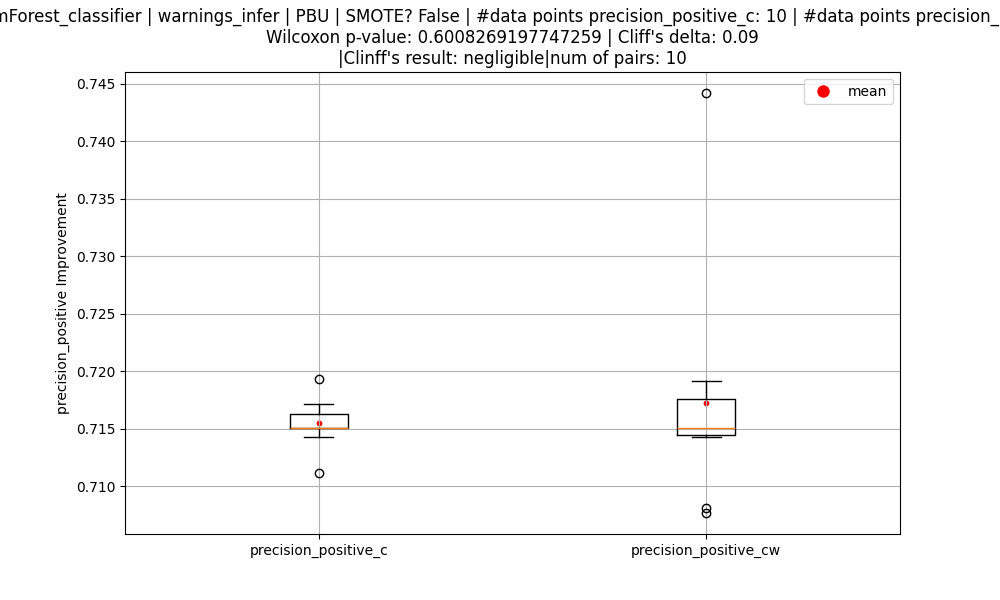 mForest_classifier | warnings_infer | PBU | SMOTE? False | #data points precision_positive_c: 10 | #data points precision_
Wilcoxon p-value: 0.6008269197747259 | Cliff's delta: 0.09
|Clinff's result: negligible|num of pairs: 10
mean
0.745
0.740
0.735
0.730
0.725
0.720
0.715
0.710
precision_positive Improvement
precision_positive_c
precision_positive_cw